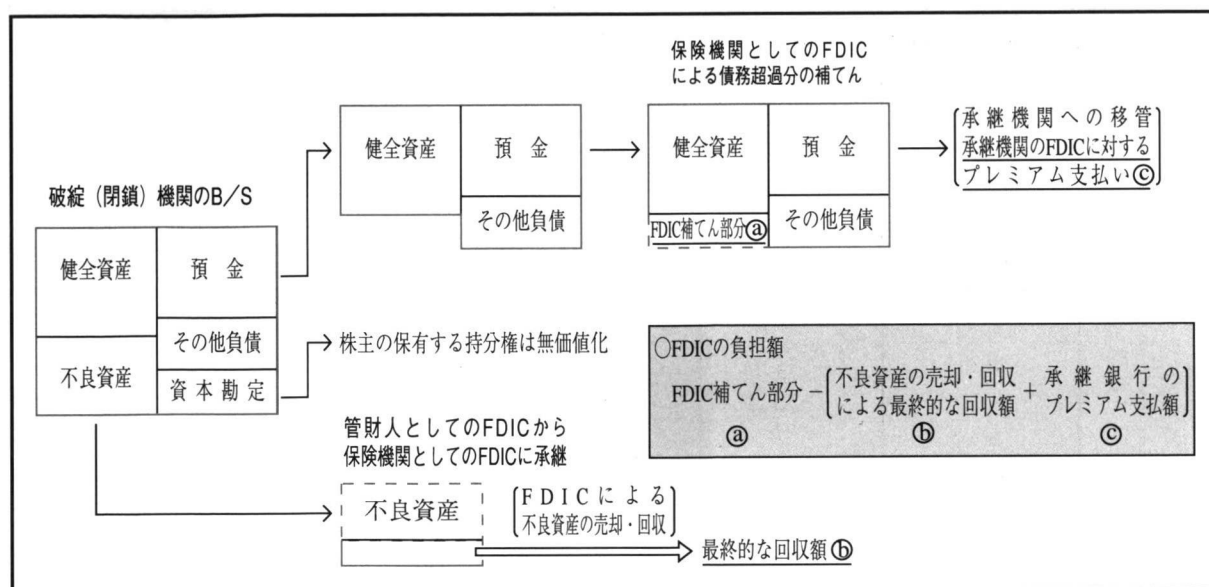 保険機関としてのFDIC
による債務超過分の補てん
健全資産
預　金
その他負債
健全資産
預　金
FDIC補てん部分ⓐ
その他負債
承継機関への移管
承継機関のFDICに対する
プレミアム支払いⓒ
破綻（閉鎖）機関のB／S
健全資産
預　金
その他負債
不良資産
資本勘定
株主の保有する持分権は無価値化
○FDICの負担額
FDIC補てん部分－〔不良資産の売却・回収による最終的な回収額＋承継銀行のプレミアム支払額〕
ⓐ　ⓑ　ⓒ
管財人としてのFDICから
保険機関としてのFDICに承継
不良資産
FDICによる
不良資産の売却・回収
最終的な回収額ⓑ